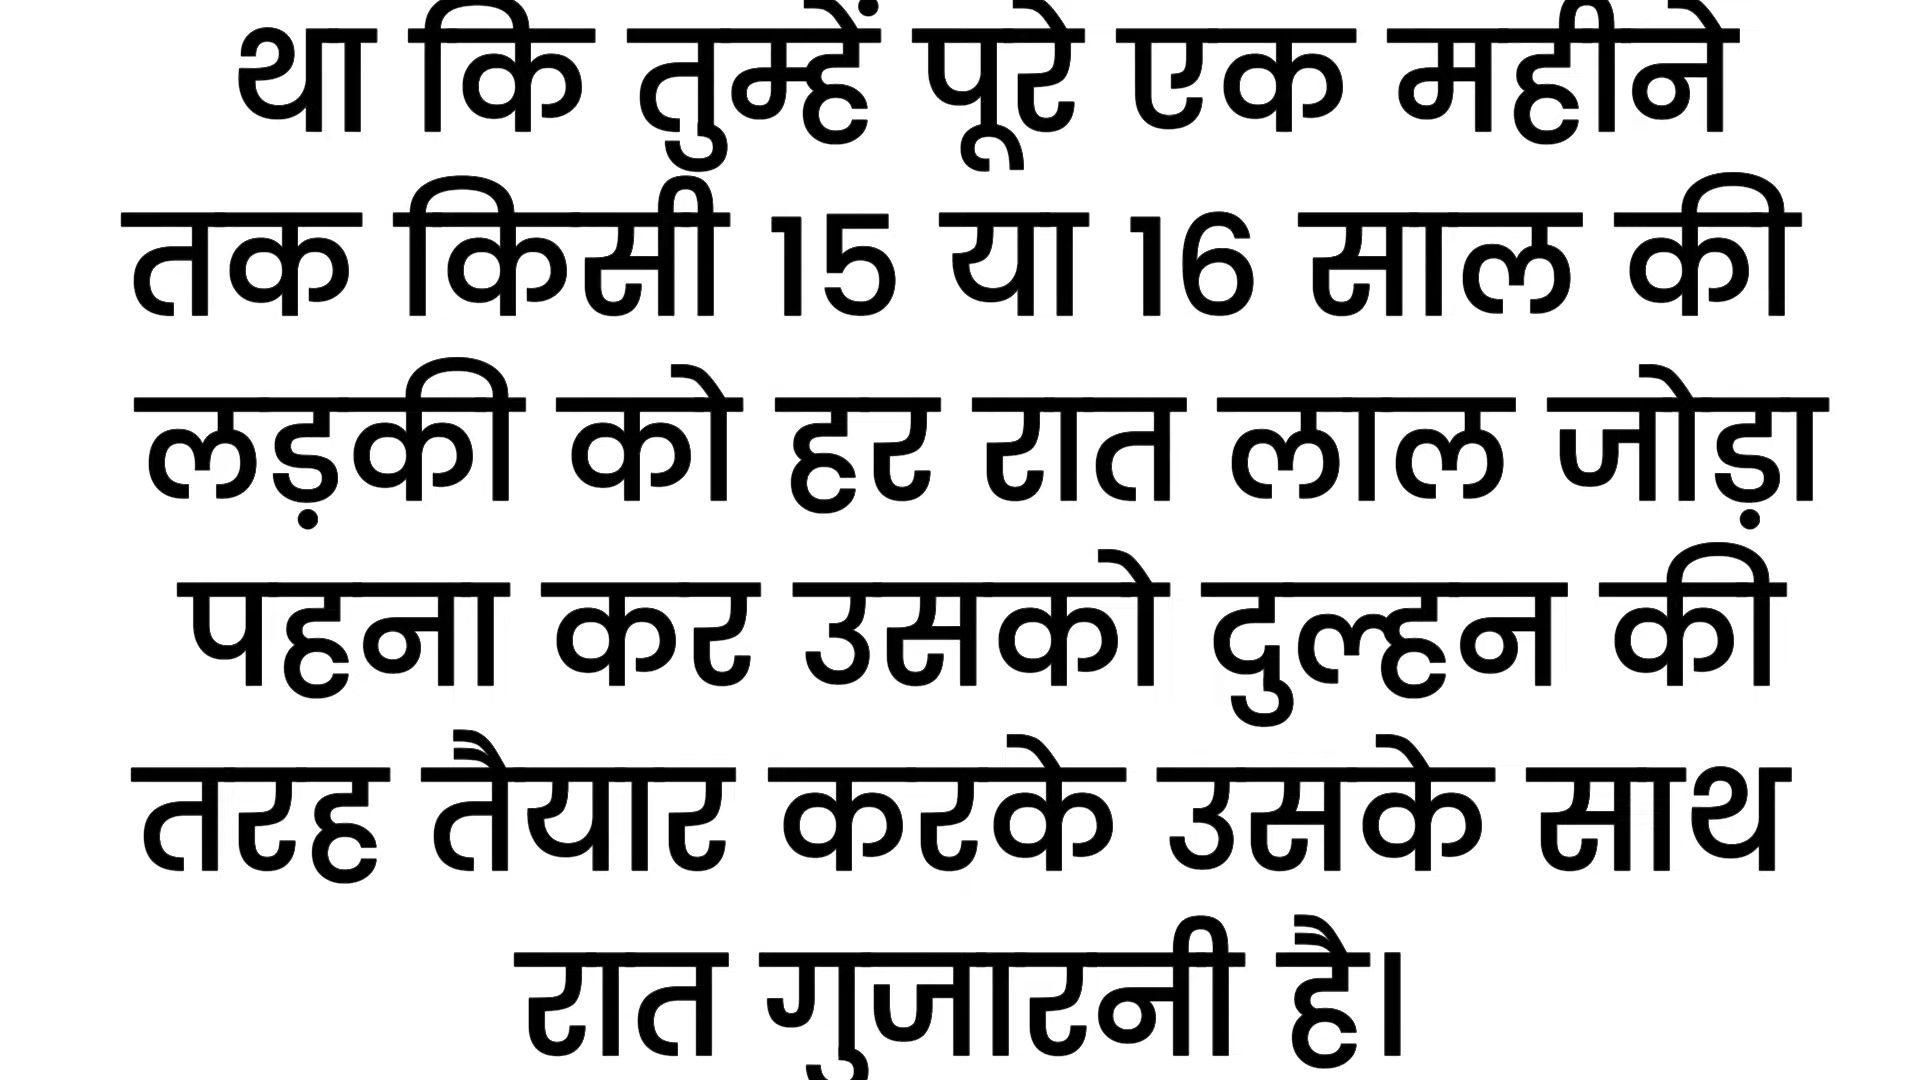 था कि तुम्हें पूरे एक महीने
तक किसी 15 या 16 साल की
लड़की को हर रात लाल जोड़ा
पहना कर उसको दुल्हन की
तरह तैयार करके उसके साथ
रात गुजारनी है।